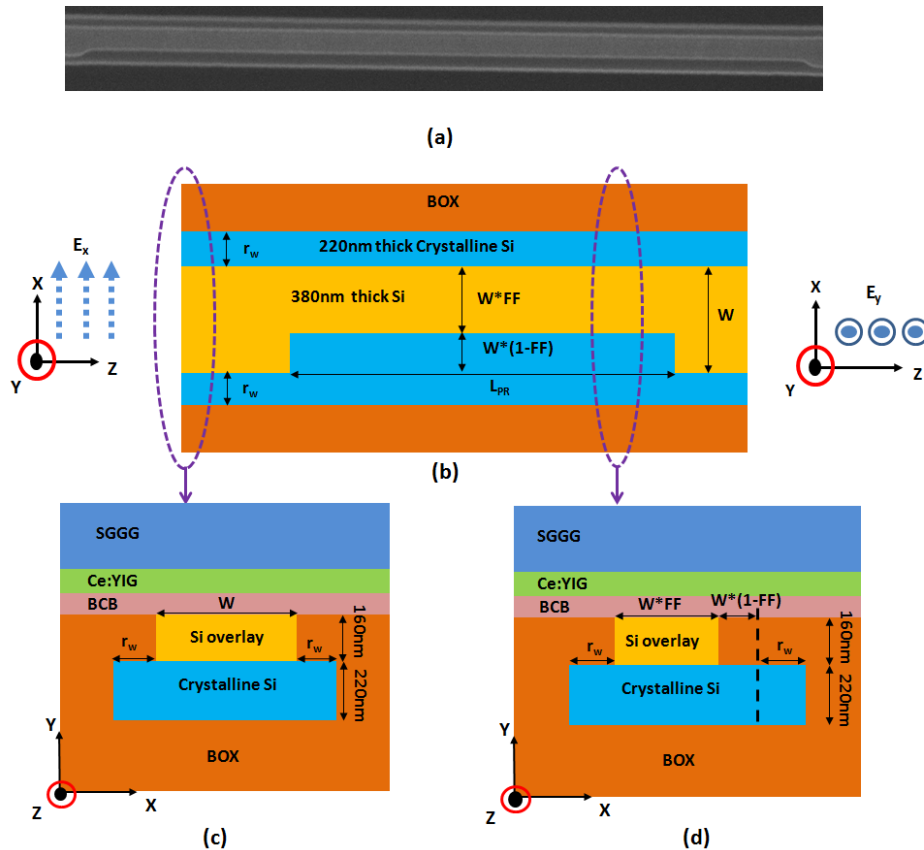 (a)
BOX
r_w
220nm thick Crystalline Si
E_x
X
380nm thick Si
W*FF
W
E_y
X
Z
Y
W*(1-FF)
Z
Y
r_w
L_PR
(b)
SGGG
Ce:YIG
BCB
W
r_w
Si overlay
r_w
160nm
Crystalline Si
220nm
Y
BOX
Z
X
(c)
SGGG
Ce:YIG
BCB
W*FF
W*(1-FF)
r_w
Si overlay
r_w
160nm
Crystalline Si
220nm
Y
BOX
Z
X
(d)